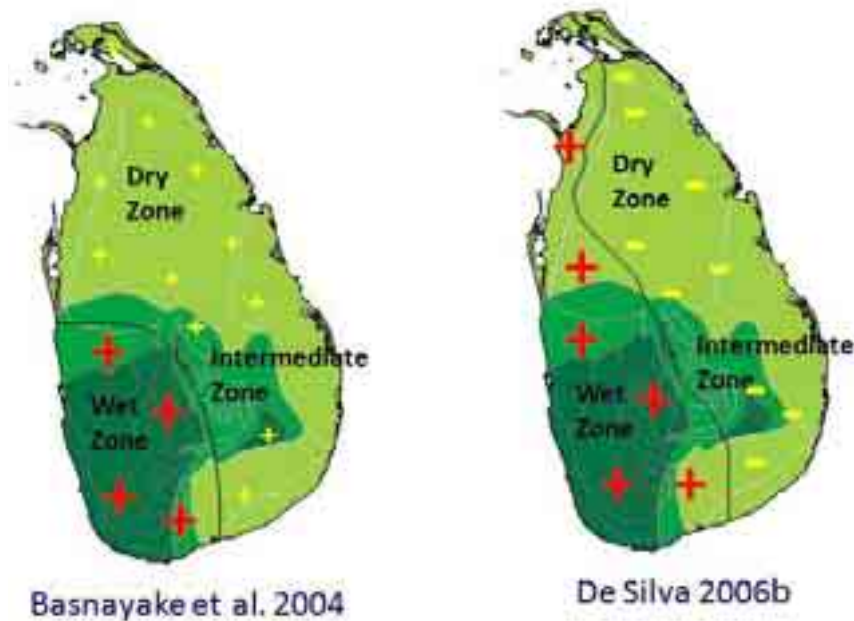 Dry
Zone
Intermediate
Zone
Wet
Zone
Basnayake et al. 2004
Dry
Zone
Intermediate
Zone
Wet
Zone
De Silva 2006b